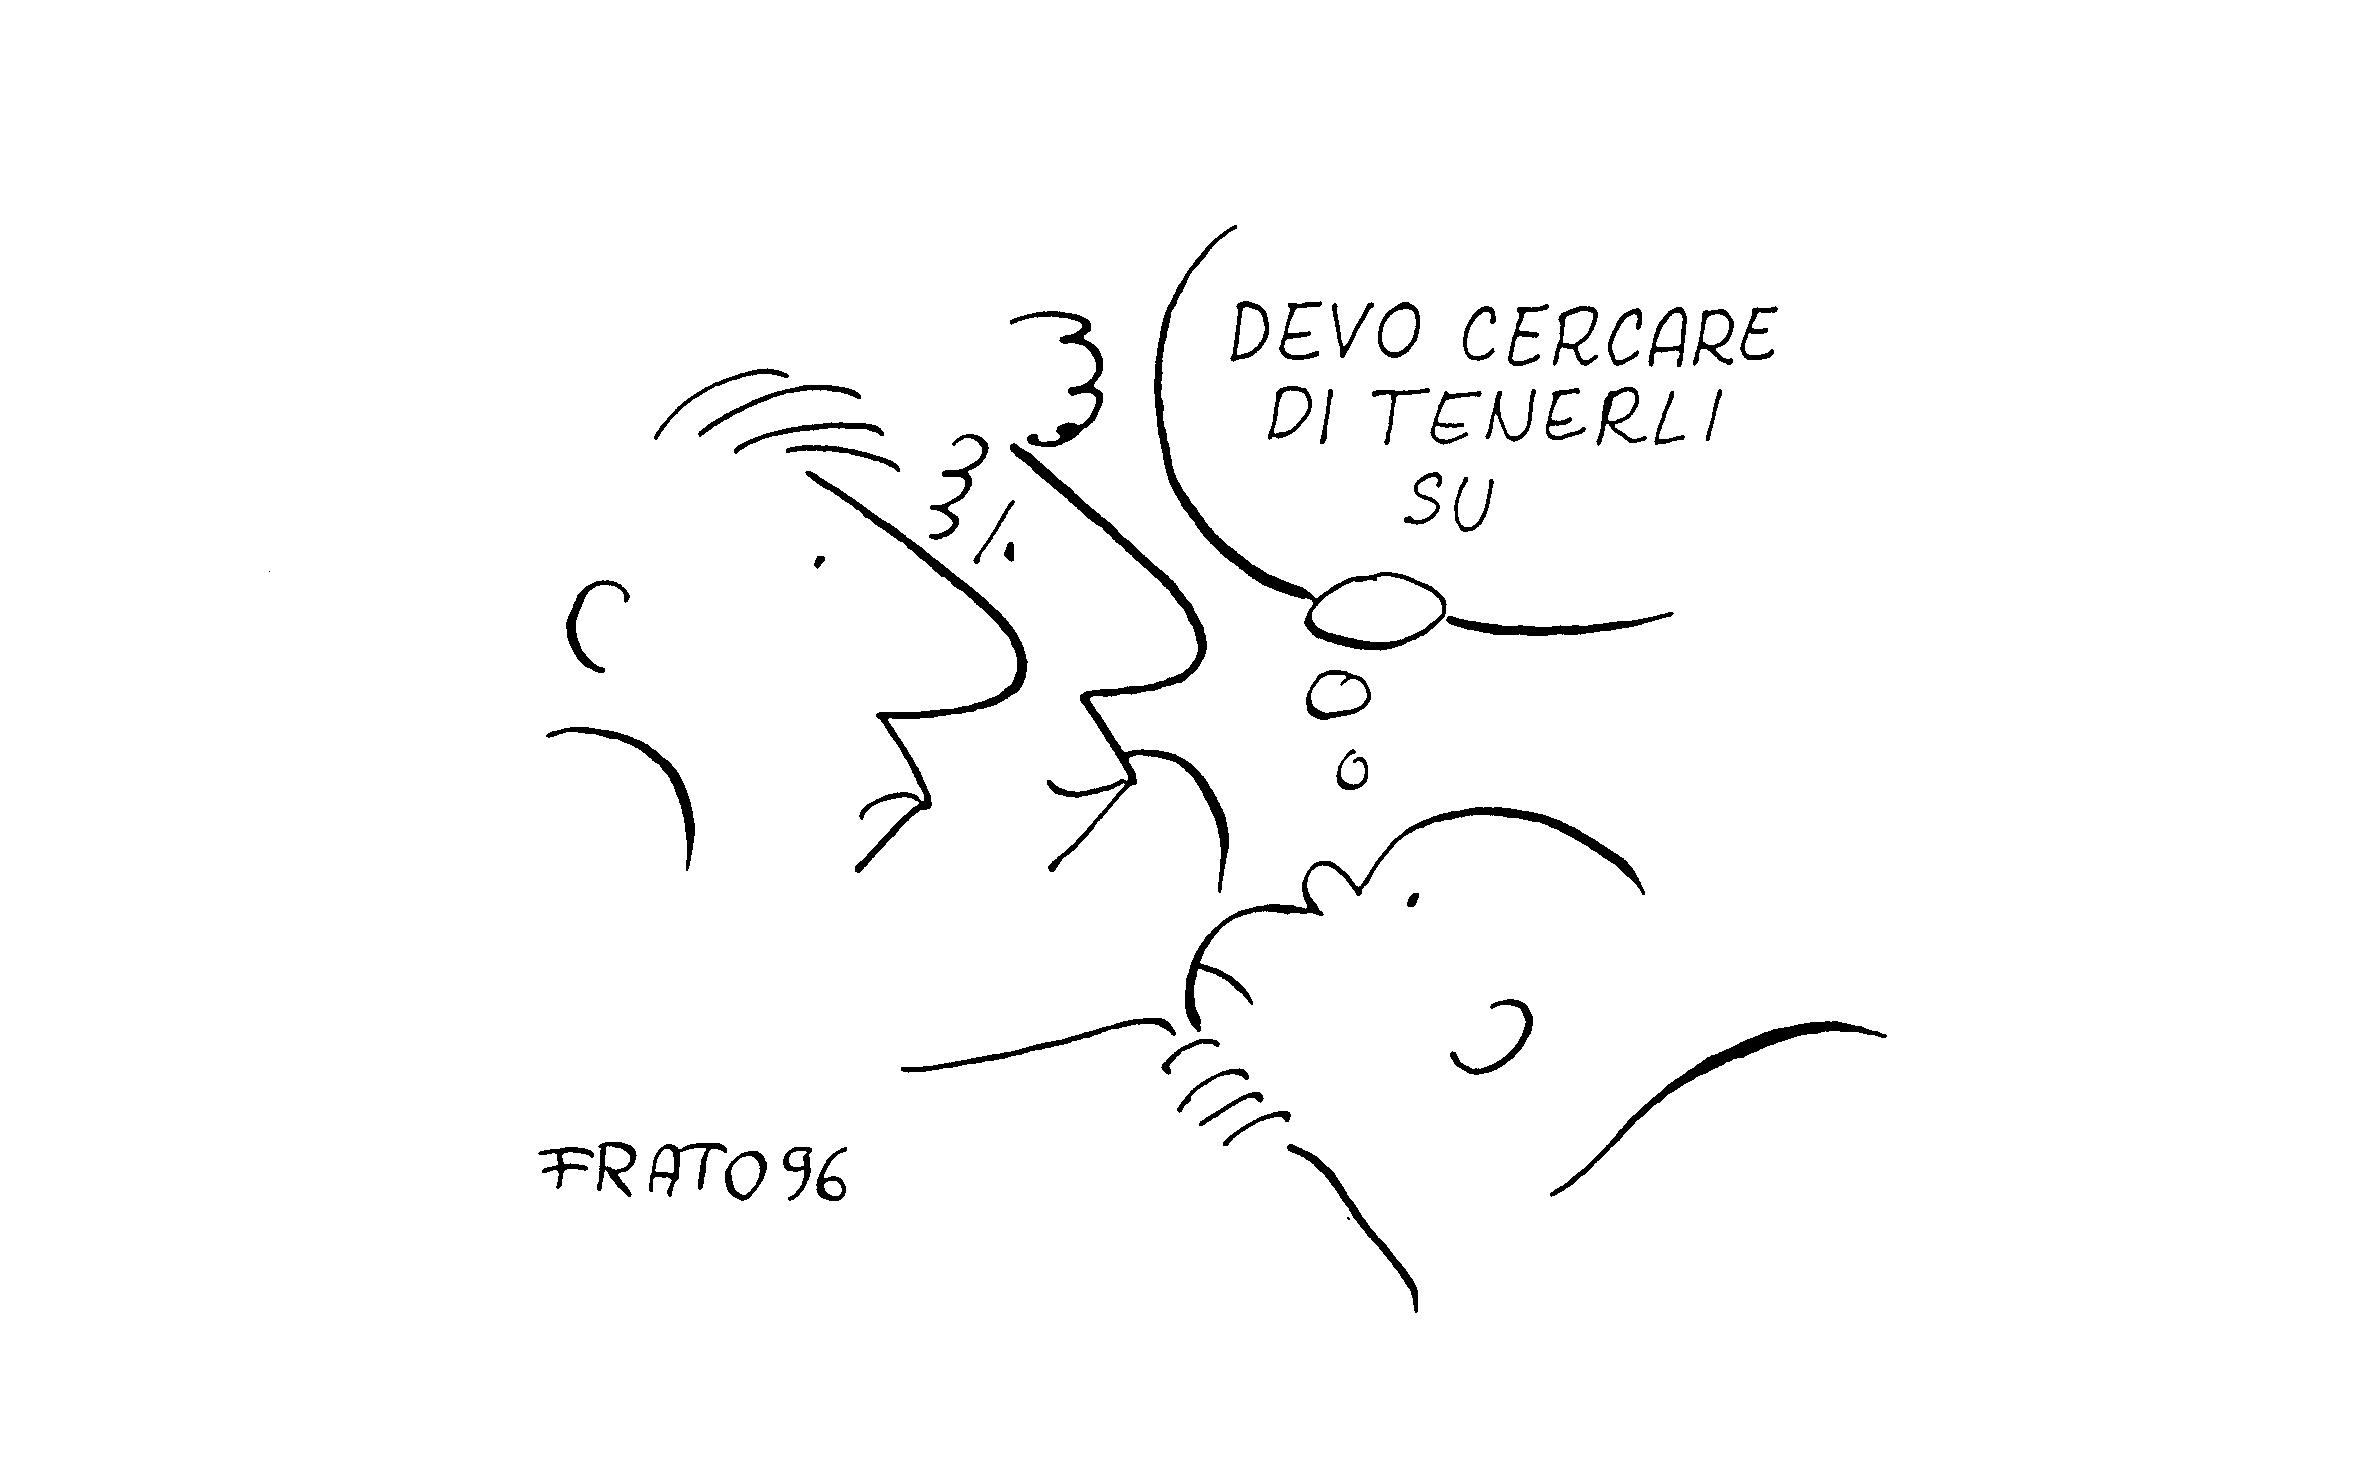 DEVO CERCARE
DI TENERLI
SU
FRATO 96